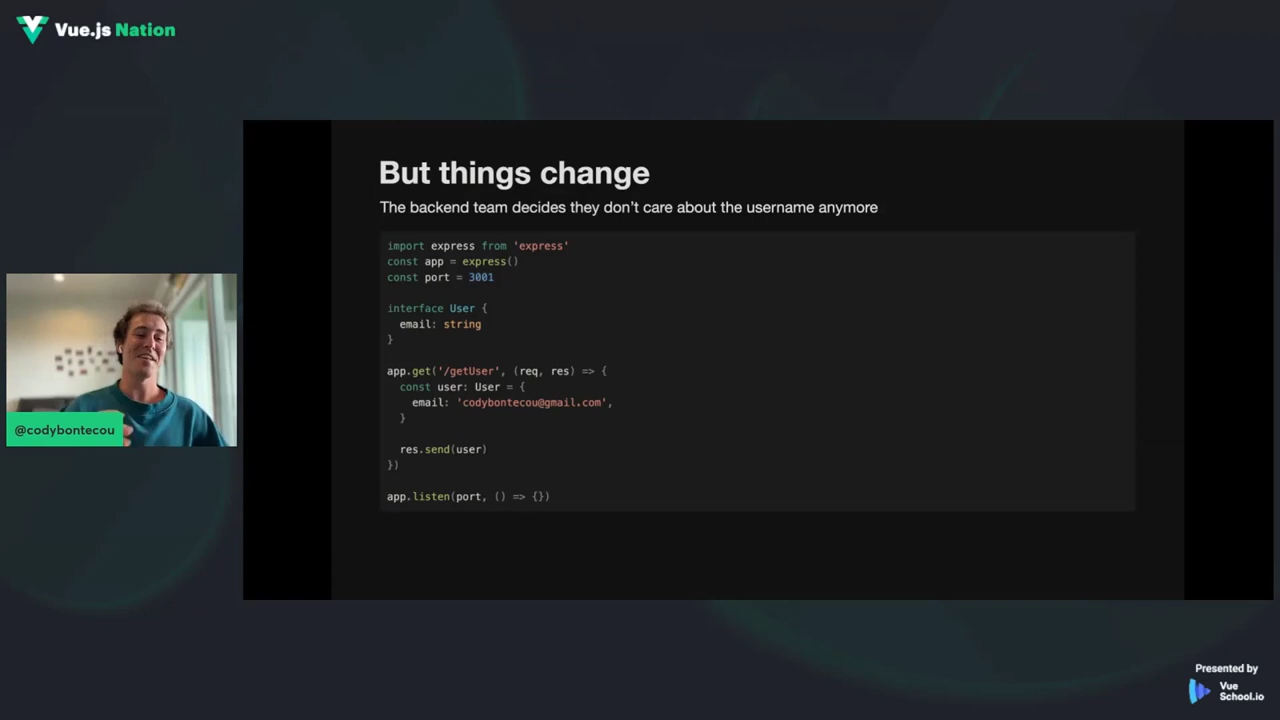 Vue.js Nation
But things change
The backend team decides they don’t care about the username anymore
import express from 'express'
const app = express()
const port = 3001
interface User {
email: string
}
app.get('/getUser', (req, res) => {
const user: User = {
email: 'codybontecou@gmail.com',
}
res.send(user)
})
app.listen(port, () => {})
@codybontecou
Presented by
Vue
School.io